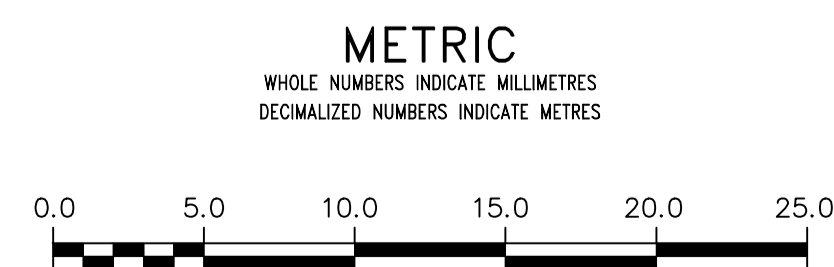 METRIC
WHOLE NUMBERS INDICATE MILLIMETRES
DECIMALIZED NUMBERS INDICATE METRES
0.0 5.0 10.0 15.0 20.0 25.0